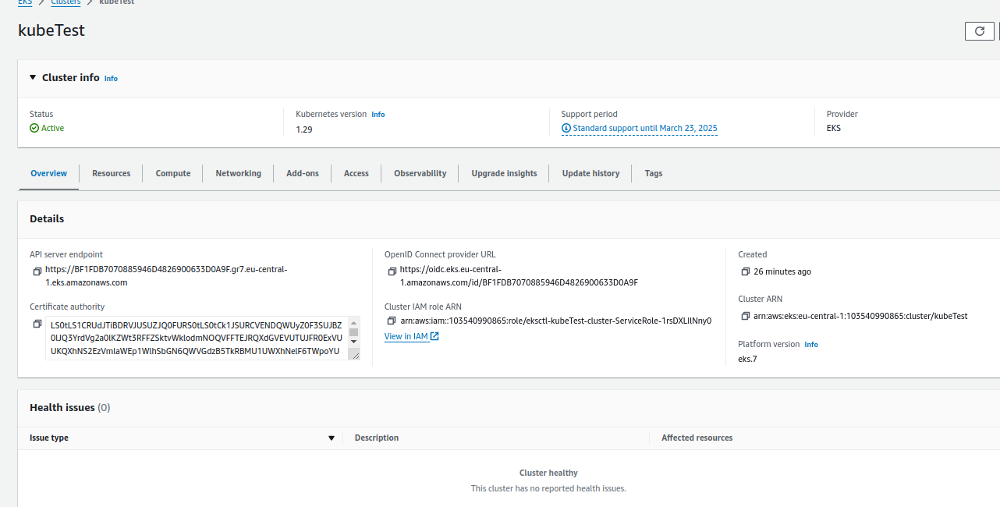 EKS > Clusters > kubeTest
kubeTest
Cluster info Info
Status
Active
Kubernetes version Info
1.29
Support period
Standard support until March 23, 2025
Provider
EKS
Overview Resources Compute Networking Add-ons Access Observability Upgrade insights Update history Tags
Details
API server endpoint
https://BF1FDB7070885946D4826900633D0A9F.gr7.eu-central-
1.eks.amazonaws.com
Certificate authority
LS0tLS1CRUdJTiBDRVJUSUZJQ0FURS0tLS0tCk1JSURCVENDQWUyZ0F3SUJBZ
0lJQ3YrdVg2a0lKZWt3RFFZSktvWklodmNOQVFFTEJRQXdGVEVUTUJFR0ExVU
UKQXhNS2EzVmlaWEp1WlhSbGN6QWVGdzB5TkRBMU1UWXhNelF6TWpoYU
OpenID Connect provider URL
https://oidc.eks.eu-central-
1.amazonaws.com/id/BF1FDB7070885946D4826900633D0A9F
Cluster IAM role ARN
arn:aws:iam::103540990865:role/eksctl-kubeTest-cluster-ServiceRole-1rsDXLIlNny0
View in IAM
Created
26 minutes ago
Cluster ARN
arn:aws:eks:eu-central-1:103540990865:cluster/kubeTest
Platform version Info
eks.7
Health issues (0)
Issue type Description Affected resources
Cluster healthy
This cluster has no reported health issues.